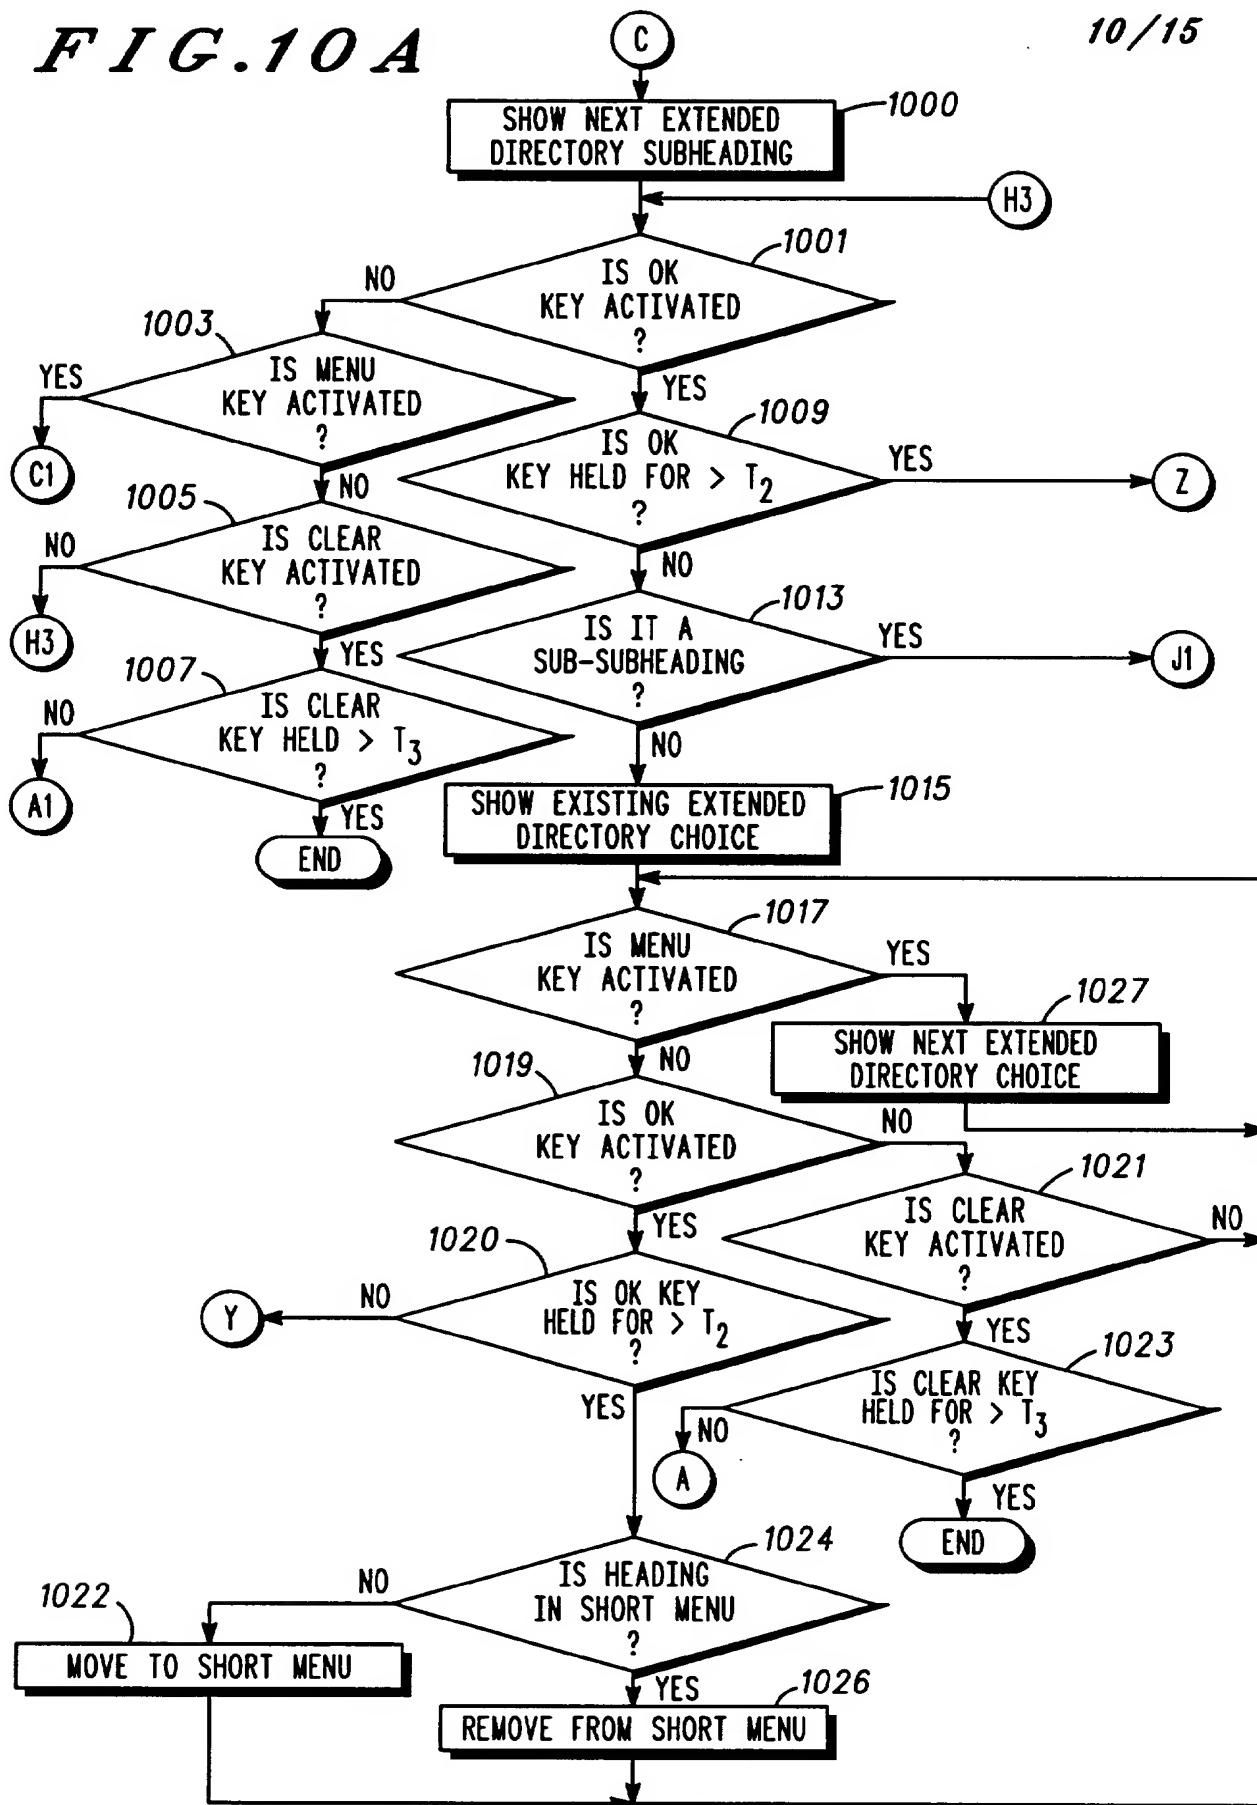 FIG.10A
C
10/15
SHOW NEXT EXTENDED
DIRECTORY SUBHEADING
1000
H3
1001
IS OK
KEY ACTIVATED
?
NO
YES
1003
IS MENU
KEY ACTIVATED
?
YES
NO
C1
1009
IS OK
KEY HELD FOR > T2
?
YES
NO
Z
1005
IS CLEAR
KEY ACTIVATED
?
NO
YES
H3
1013
IS IT A
SUB-SUBHEADING
?
YES
NO
J1
1007
IS CLEAR
KEY HELD > T3
?
NO
YES
A1
END
1015
SHOW EXISTING EXTENDED
DIRECTORY CHOICE
1017
IS MENU
KEY ACTIVATED
?
YES
NO
1027
SHOW NEXT EXTENDED
DIRECTORY CHOICE
1019
IS OK
KEY ACTIVATED
?
NO
YES
1021
IS CLEAR
KEY ACTIVATED
?
NO
YES
1020
IS OK KEY
HELD FOR > T2
?
NO
YES
Y
1023
IS CLEAR KEY
HELD FOR > T3
?
NO
YES
A
END
1024
IS HEADING
IN SHORT MENU
?
NO
YES
1022
MOVE TO SHORT MENU
1026
REMOVE FROM SHORT MENU